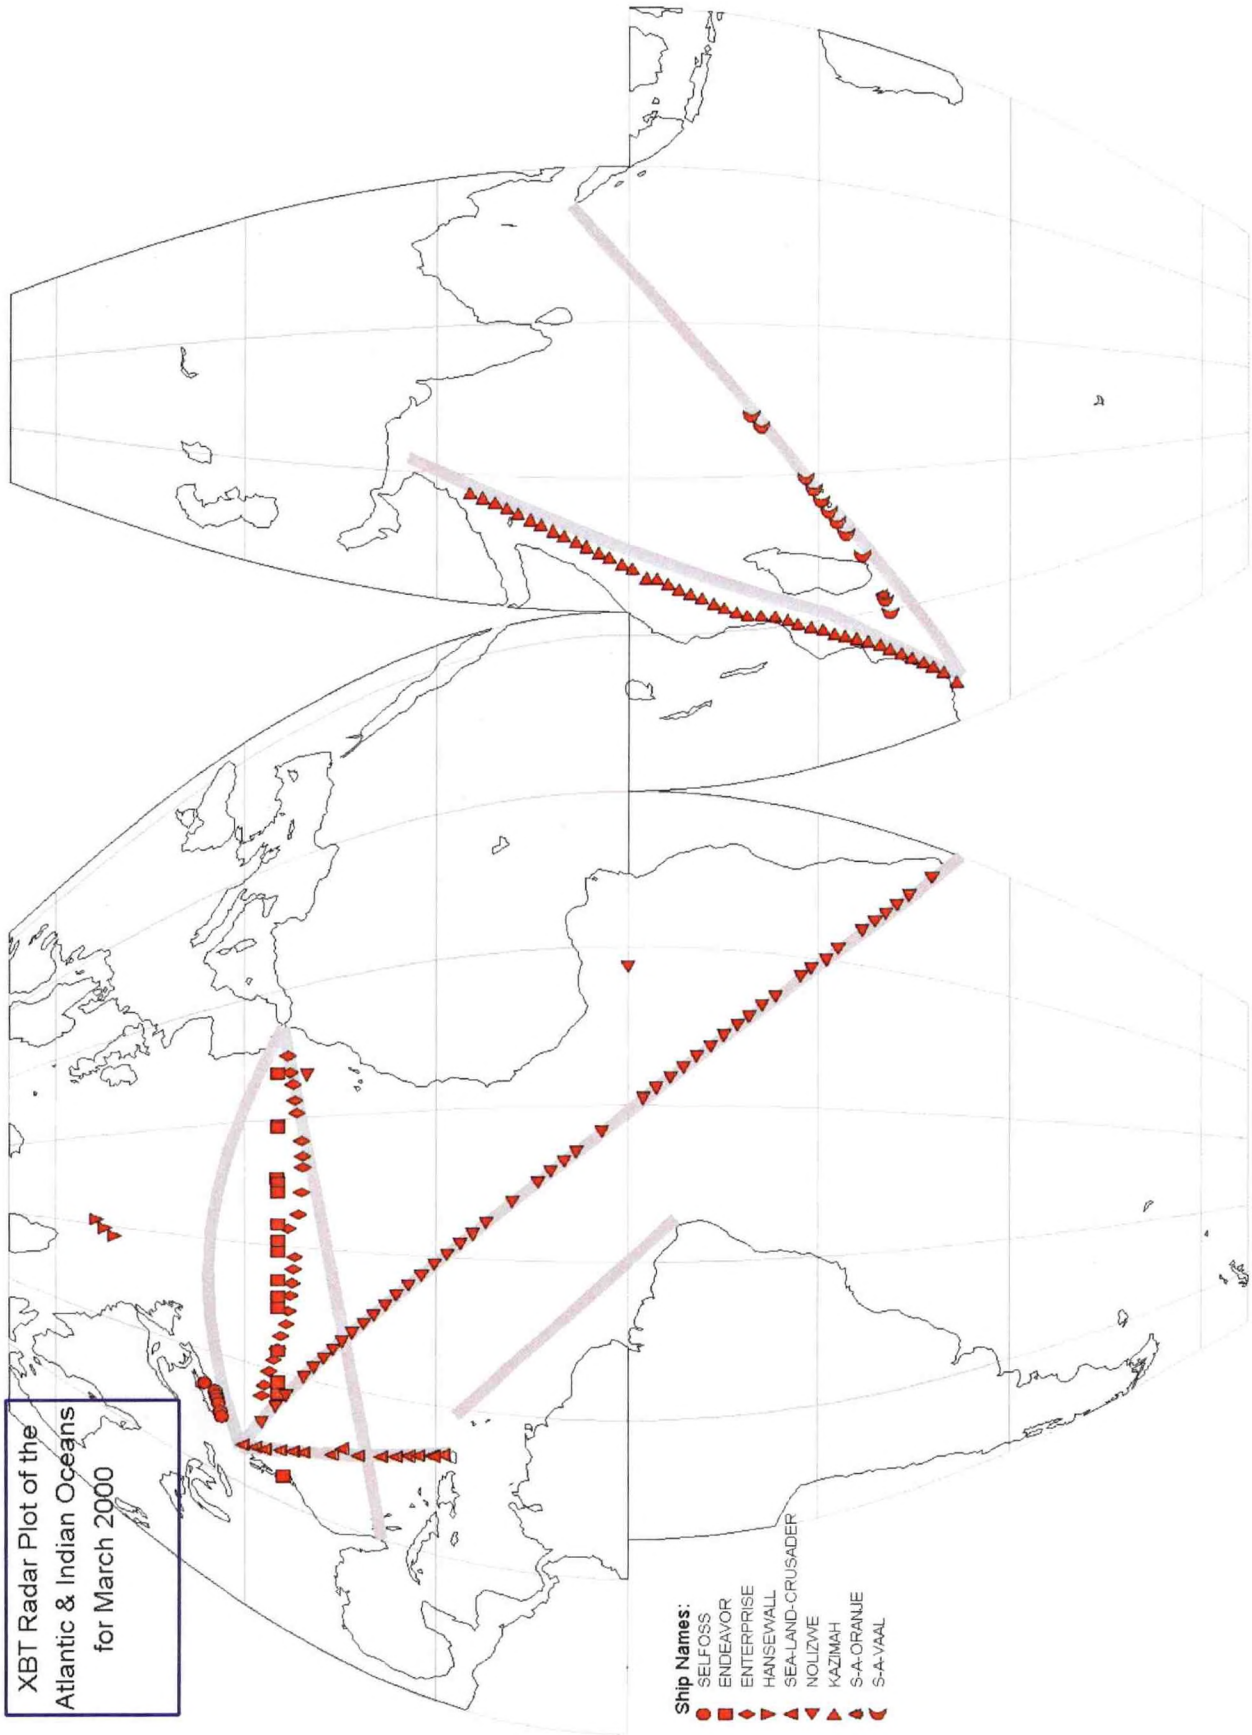 XBT Radar Plot of the
Atlantic & Indian Oceans
for March 2000
Ship Names:
SELFOSS
ENDEAVOR
ENTERPRISE
HANSEWALL
SEA-LAND-CRUSADER
NOLIZWE
KAZIMAH
S-A-ORANJE
S-A-VAAL